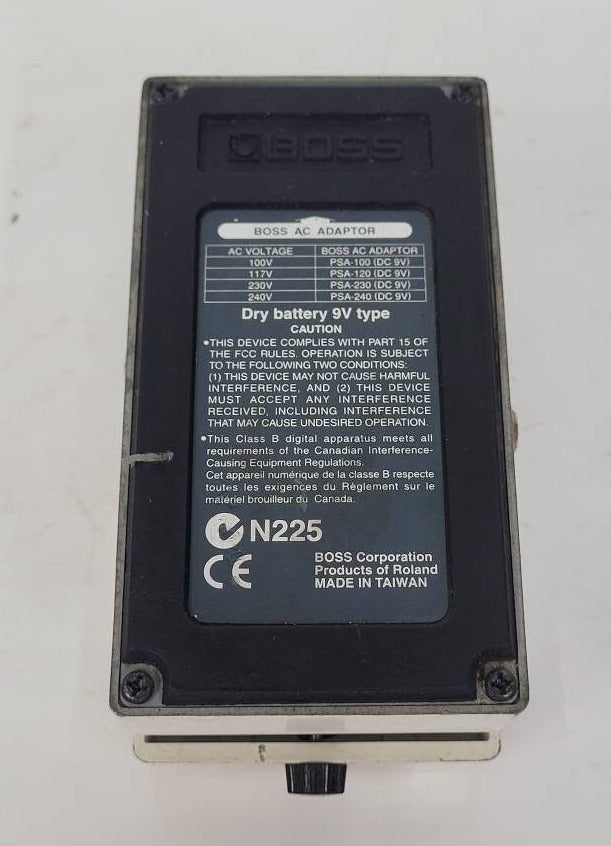 BOSS
BOSS AC ADAPTOR
AC VOLTAGE BOSS AC ADAPTOR
100V PSA-100 (DC 9V)
117V PSA-120 (DC 9V)
230V PSA-230 (DC 9V)
240V PSA-240 (DC 9V)
Dry battery 9V type
CAUTION
•THIS DEVICE COMPLIES WITH PART 15 OF
THE FCC RULES. OPERATION IS SUBJECT
TO THE FOLLOWING TWO CONDITIONS:
(1) THIS DEVICE MAY NOT CAUSE HARMFUL
INTERFERENCE, AND (2) THIS DEVICE
MUST ACCEPT ANY INTERFERENCE
RECEIVED, INCLUDING INTERFERENCE
THAT MAY CAUSE UNDESIRED OPERATION.
•This Class B digital apparatus meets all
requirements of the Canadian Interference-
Causing Equipment Regulations.
Cet appareil numérique de la classe B respecte
toutes les exigences du Règlement sur le
matériel brouilleur du Canada.
N225
CE
BOSS Corporation
Products of Roland
MADE IN TAIWAN